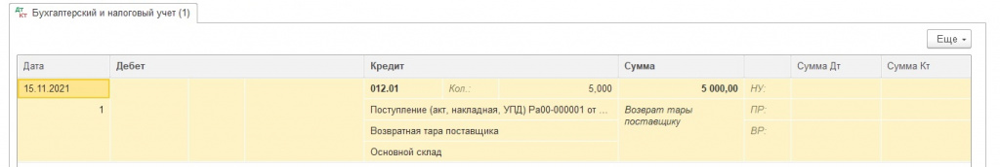 Дт Кт Бухгалтерский и налоговый учет (1)
Еще
Дата Дебет Кредит Сумма Сумма Дт Сумма Кт
15.11.2021 012.01 Кол.: 5,000 5 000,00 НУ:
1 Поступление (акт, накладная, УПД) Ра00-000001 от ... Возврат тары поставщику ПР:
Возвратная тара поставщика ВР:
Основной склад